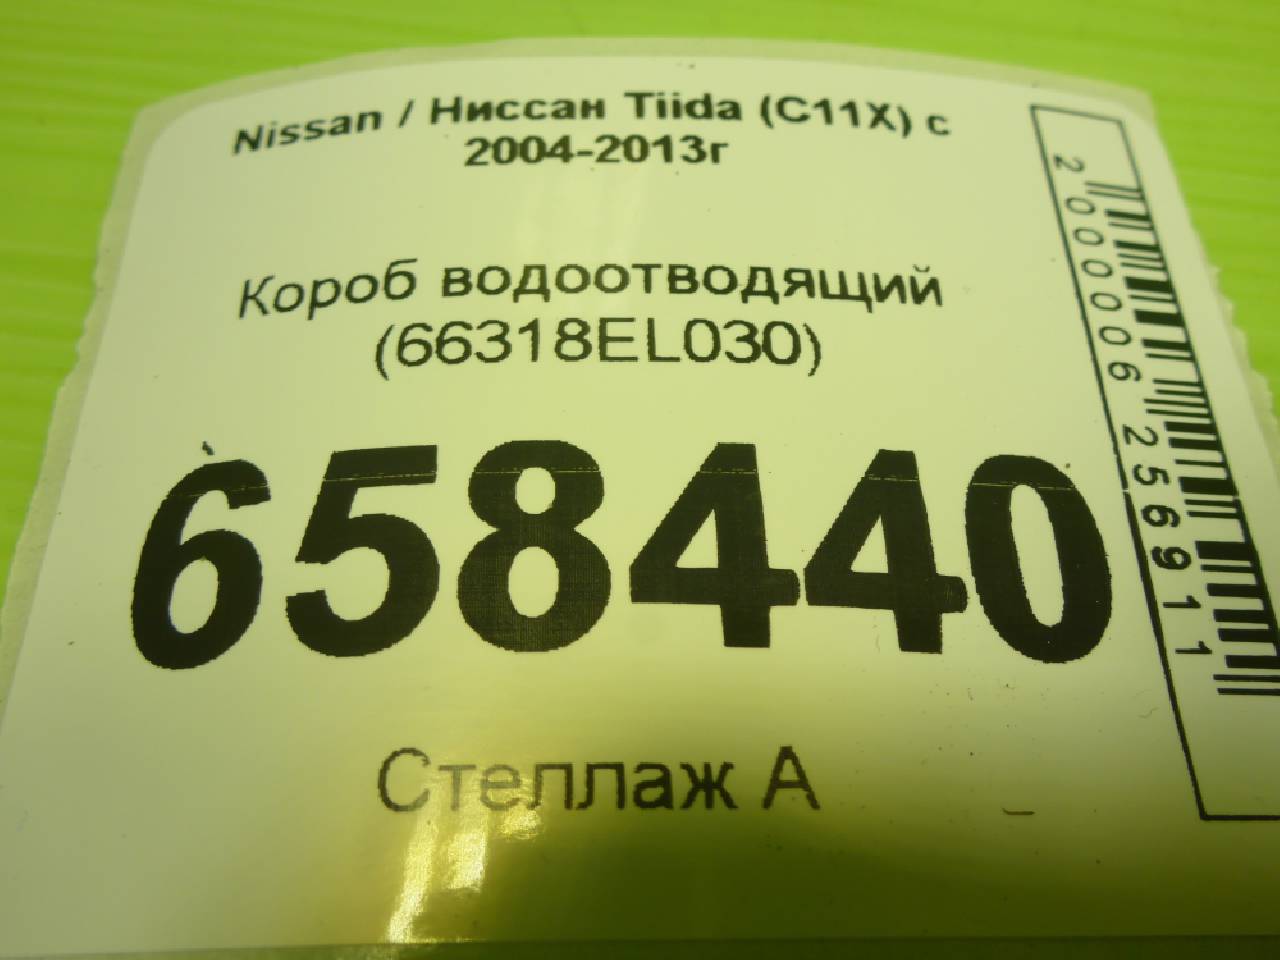 Nissan / Ниссан Tiida (C11X) с
2004-2013г
Короб водоотводящий
(66318EL030)
658440
Стеллаж А
2000006256911